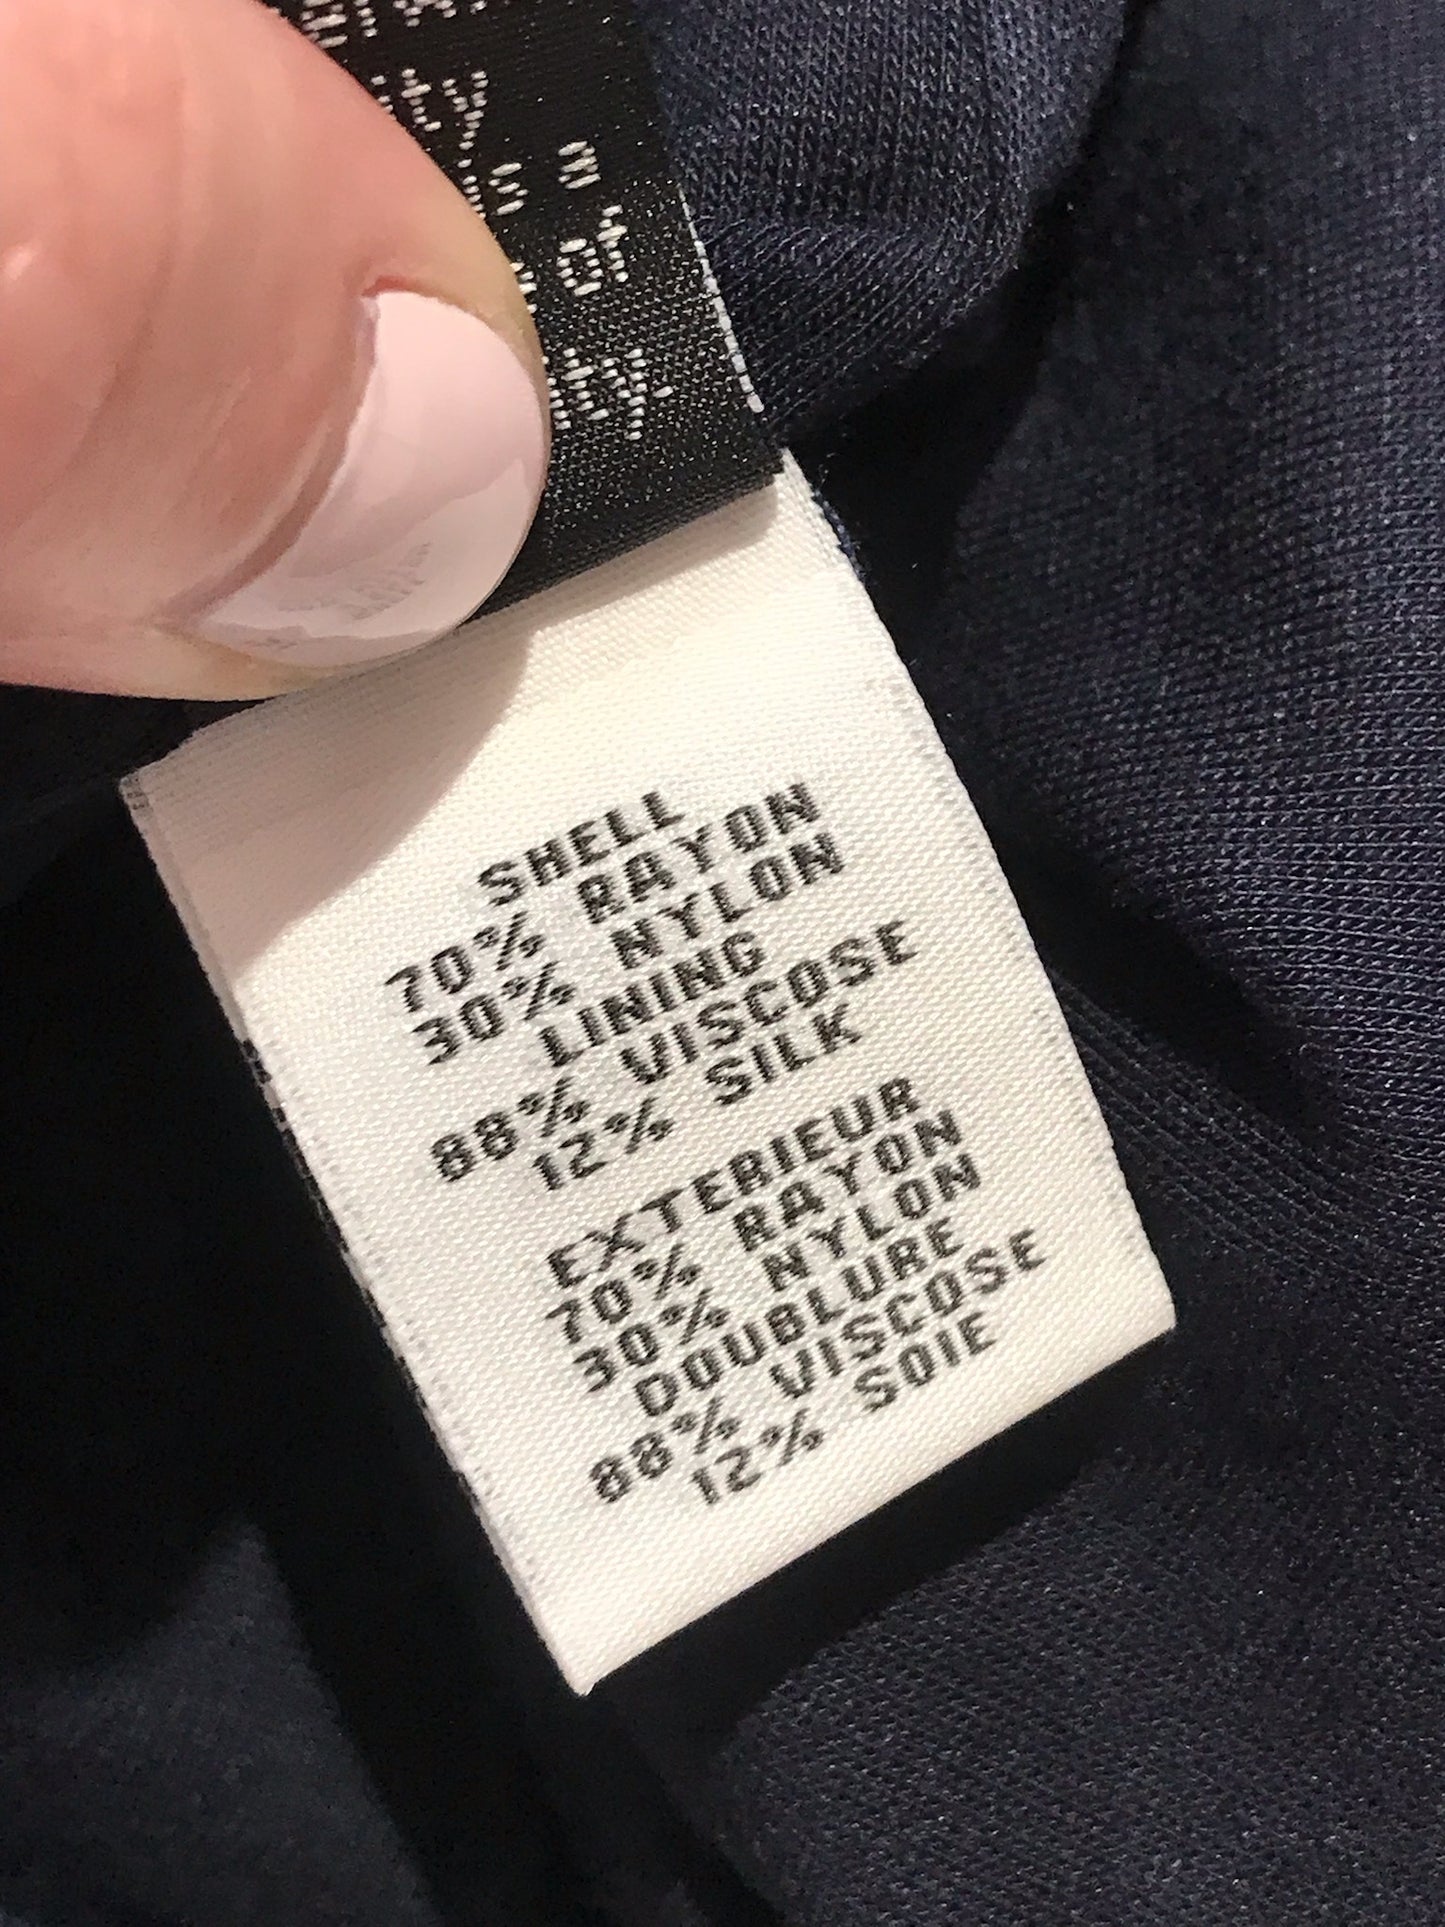 SHELL
70% RAYON
30% NYLON
LINING
88% VISCOSE
12% SILK
EXTERIEUR
70% RAYON
30% NYLON
DOUBLURE
88% VISCOSE
12% SOIE